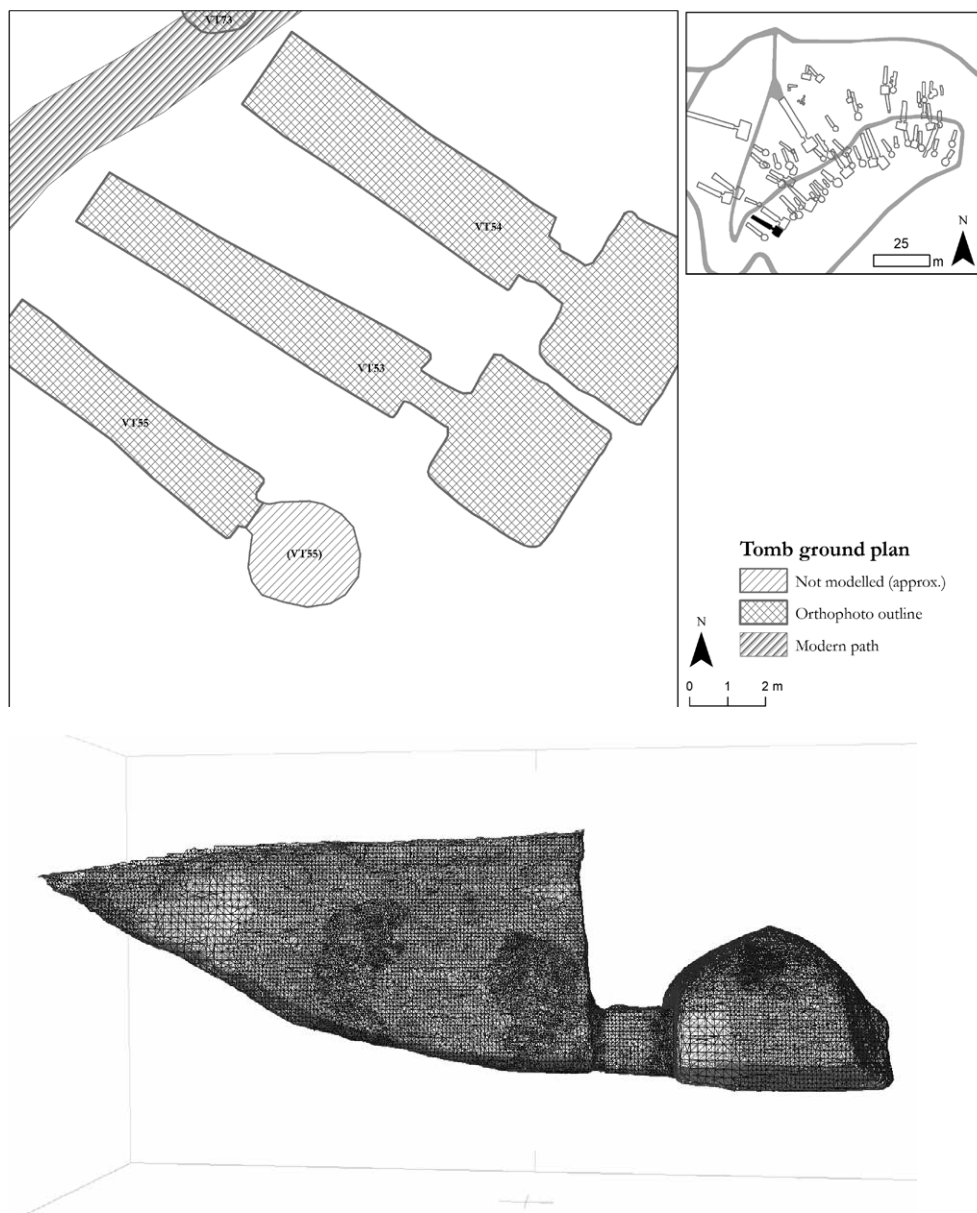 VT73
VT54
VT53
VT55
(VT55)
N
25
m
Tomb ground plan
Not modelled (approx.)
Orthophoto outline
Modern path
N
0 1 2 m